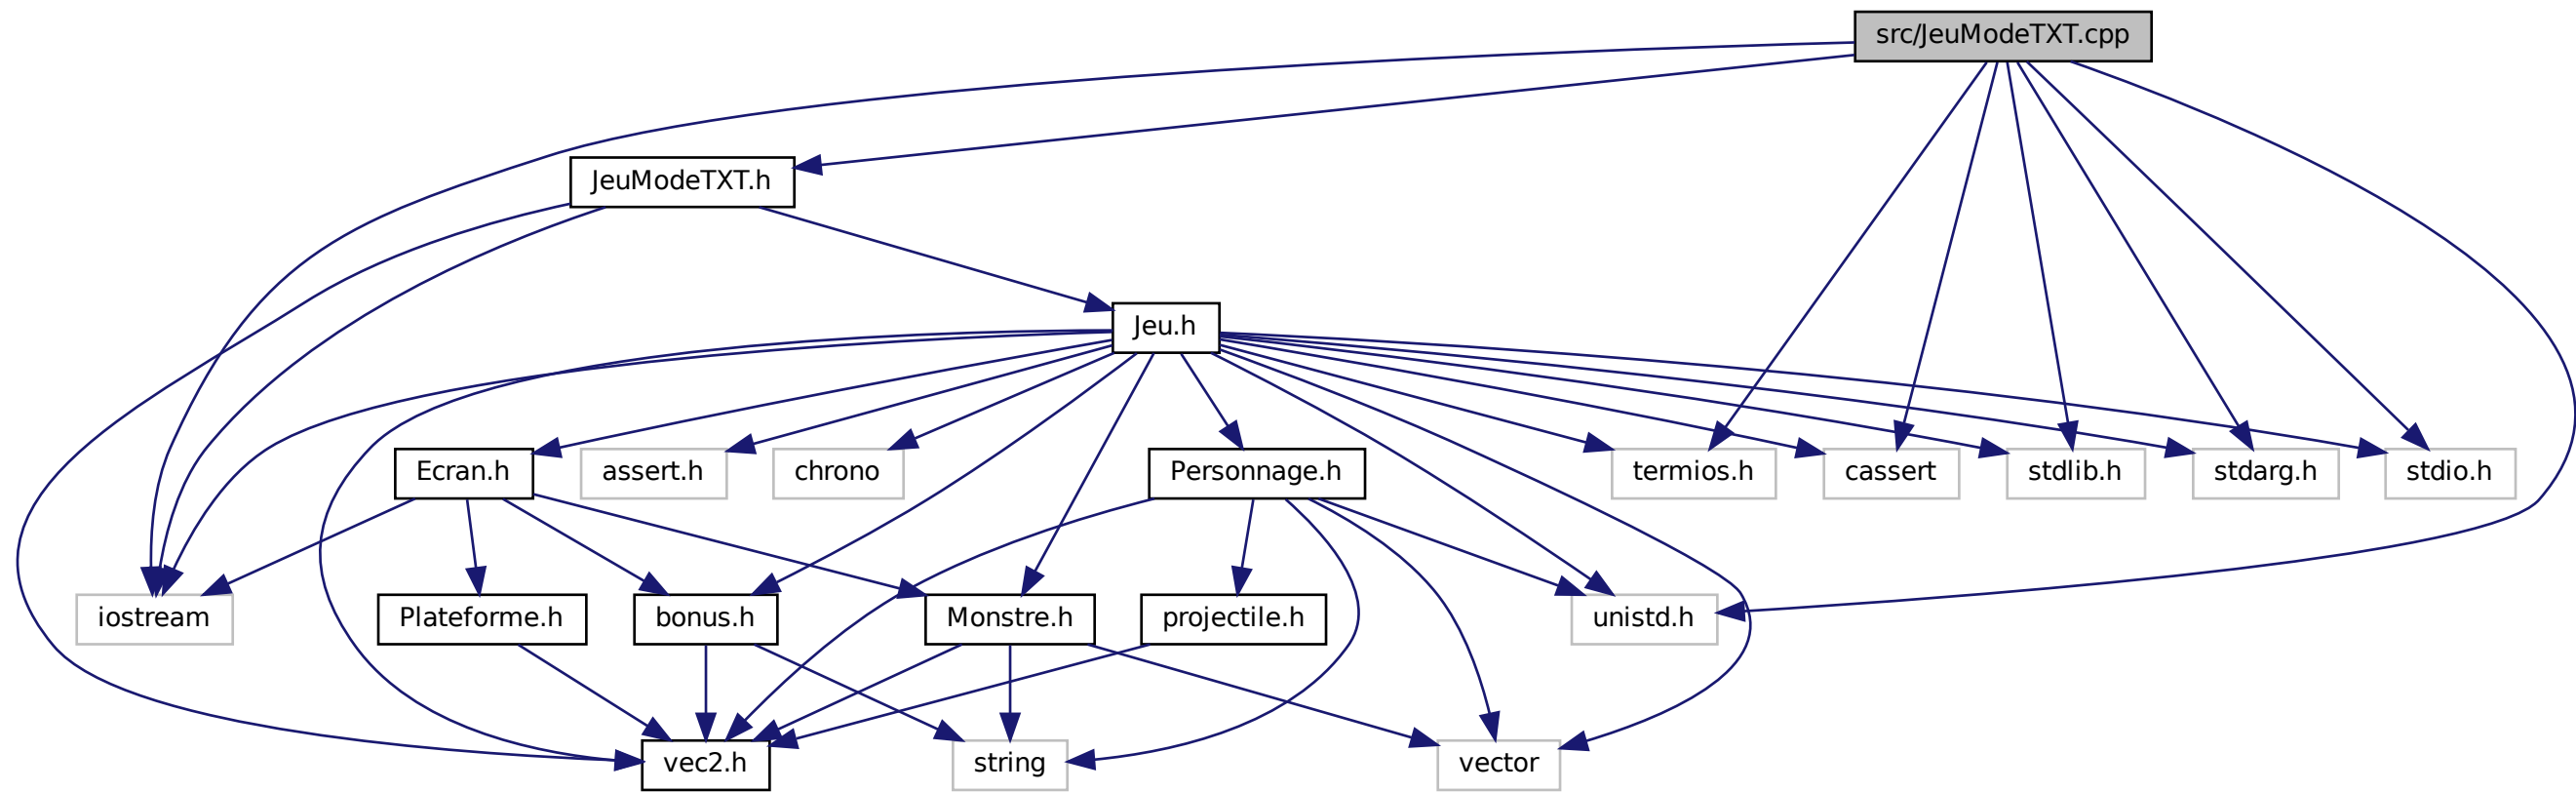 src/JeuModeTXT.cpp
JeuModeTXT.h
Jeu.h
Ecran.h
assert.h
chrono
Personnage.h
termios.h
cassert
stdlib.h
stdarg.h
stdio.h
iostream
Plateforme.h
bonus.h
Monstre.h
projectile.h
unistd.h
vec2.h
string
vector